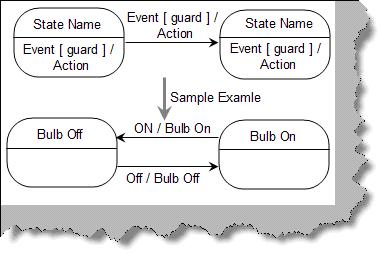 State Name
Event [ guard ] /
Action
Event [ guard ] /
Action
State Name
Event [ guard ] /
Action
Sample Examle
Bulb Off
ON / Bulb On
Off / Bulb Off
Bulb On